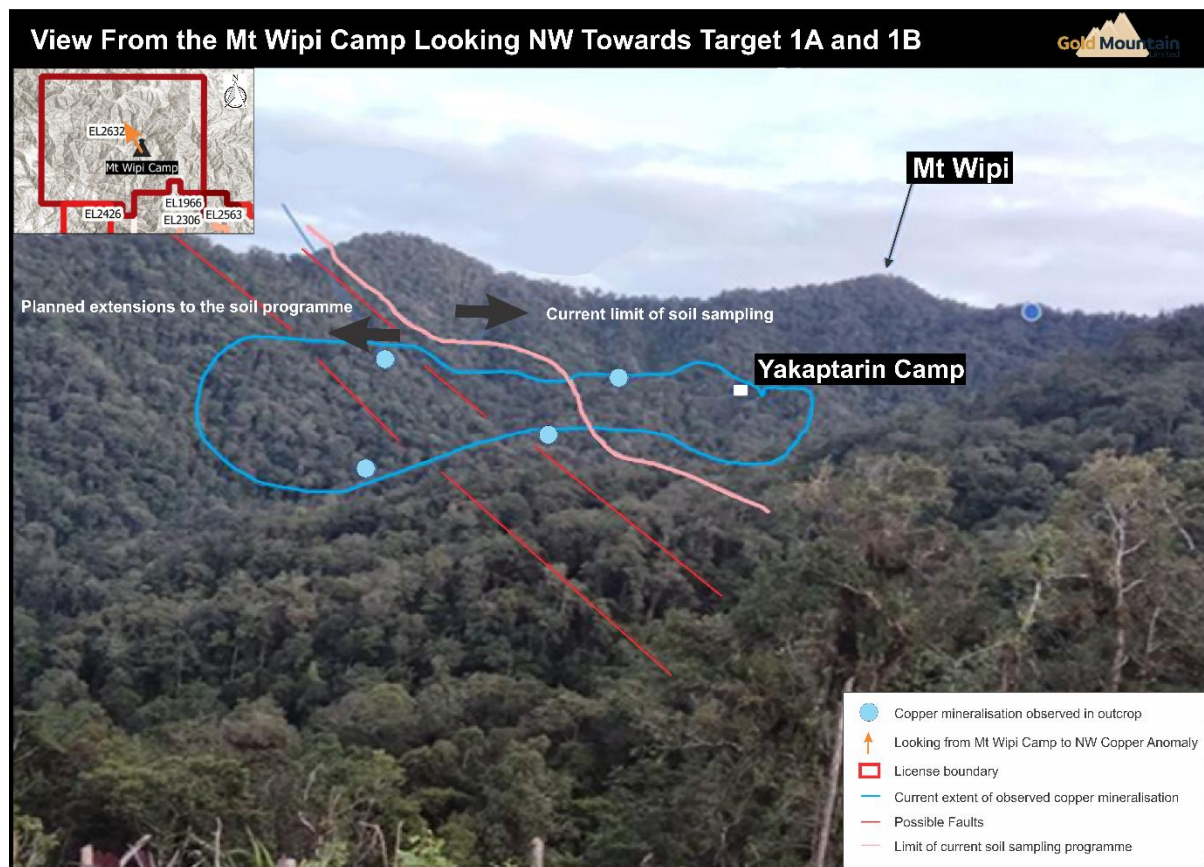 View From the Mt Wipi Camp Looking NW Towards Target 1A and 1B
Gold Mountain
Limited
N
EL2632
Mt Wipi Camp
EL1966
EL2426
EL2306 EL2563
Mt Wipi
Planned extensions to the soil programme
Current limit of soil sampling
Yakaptarin Camp
Copper mineralisation observed in outcrop
Looking from Mt Wipi Camp to NW Copper Anomaly
License boundary
Current extent of observed copper mineralisation
Possible Faults
Limit of current soil sampling programme